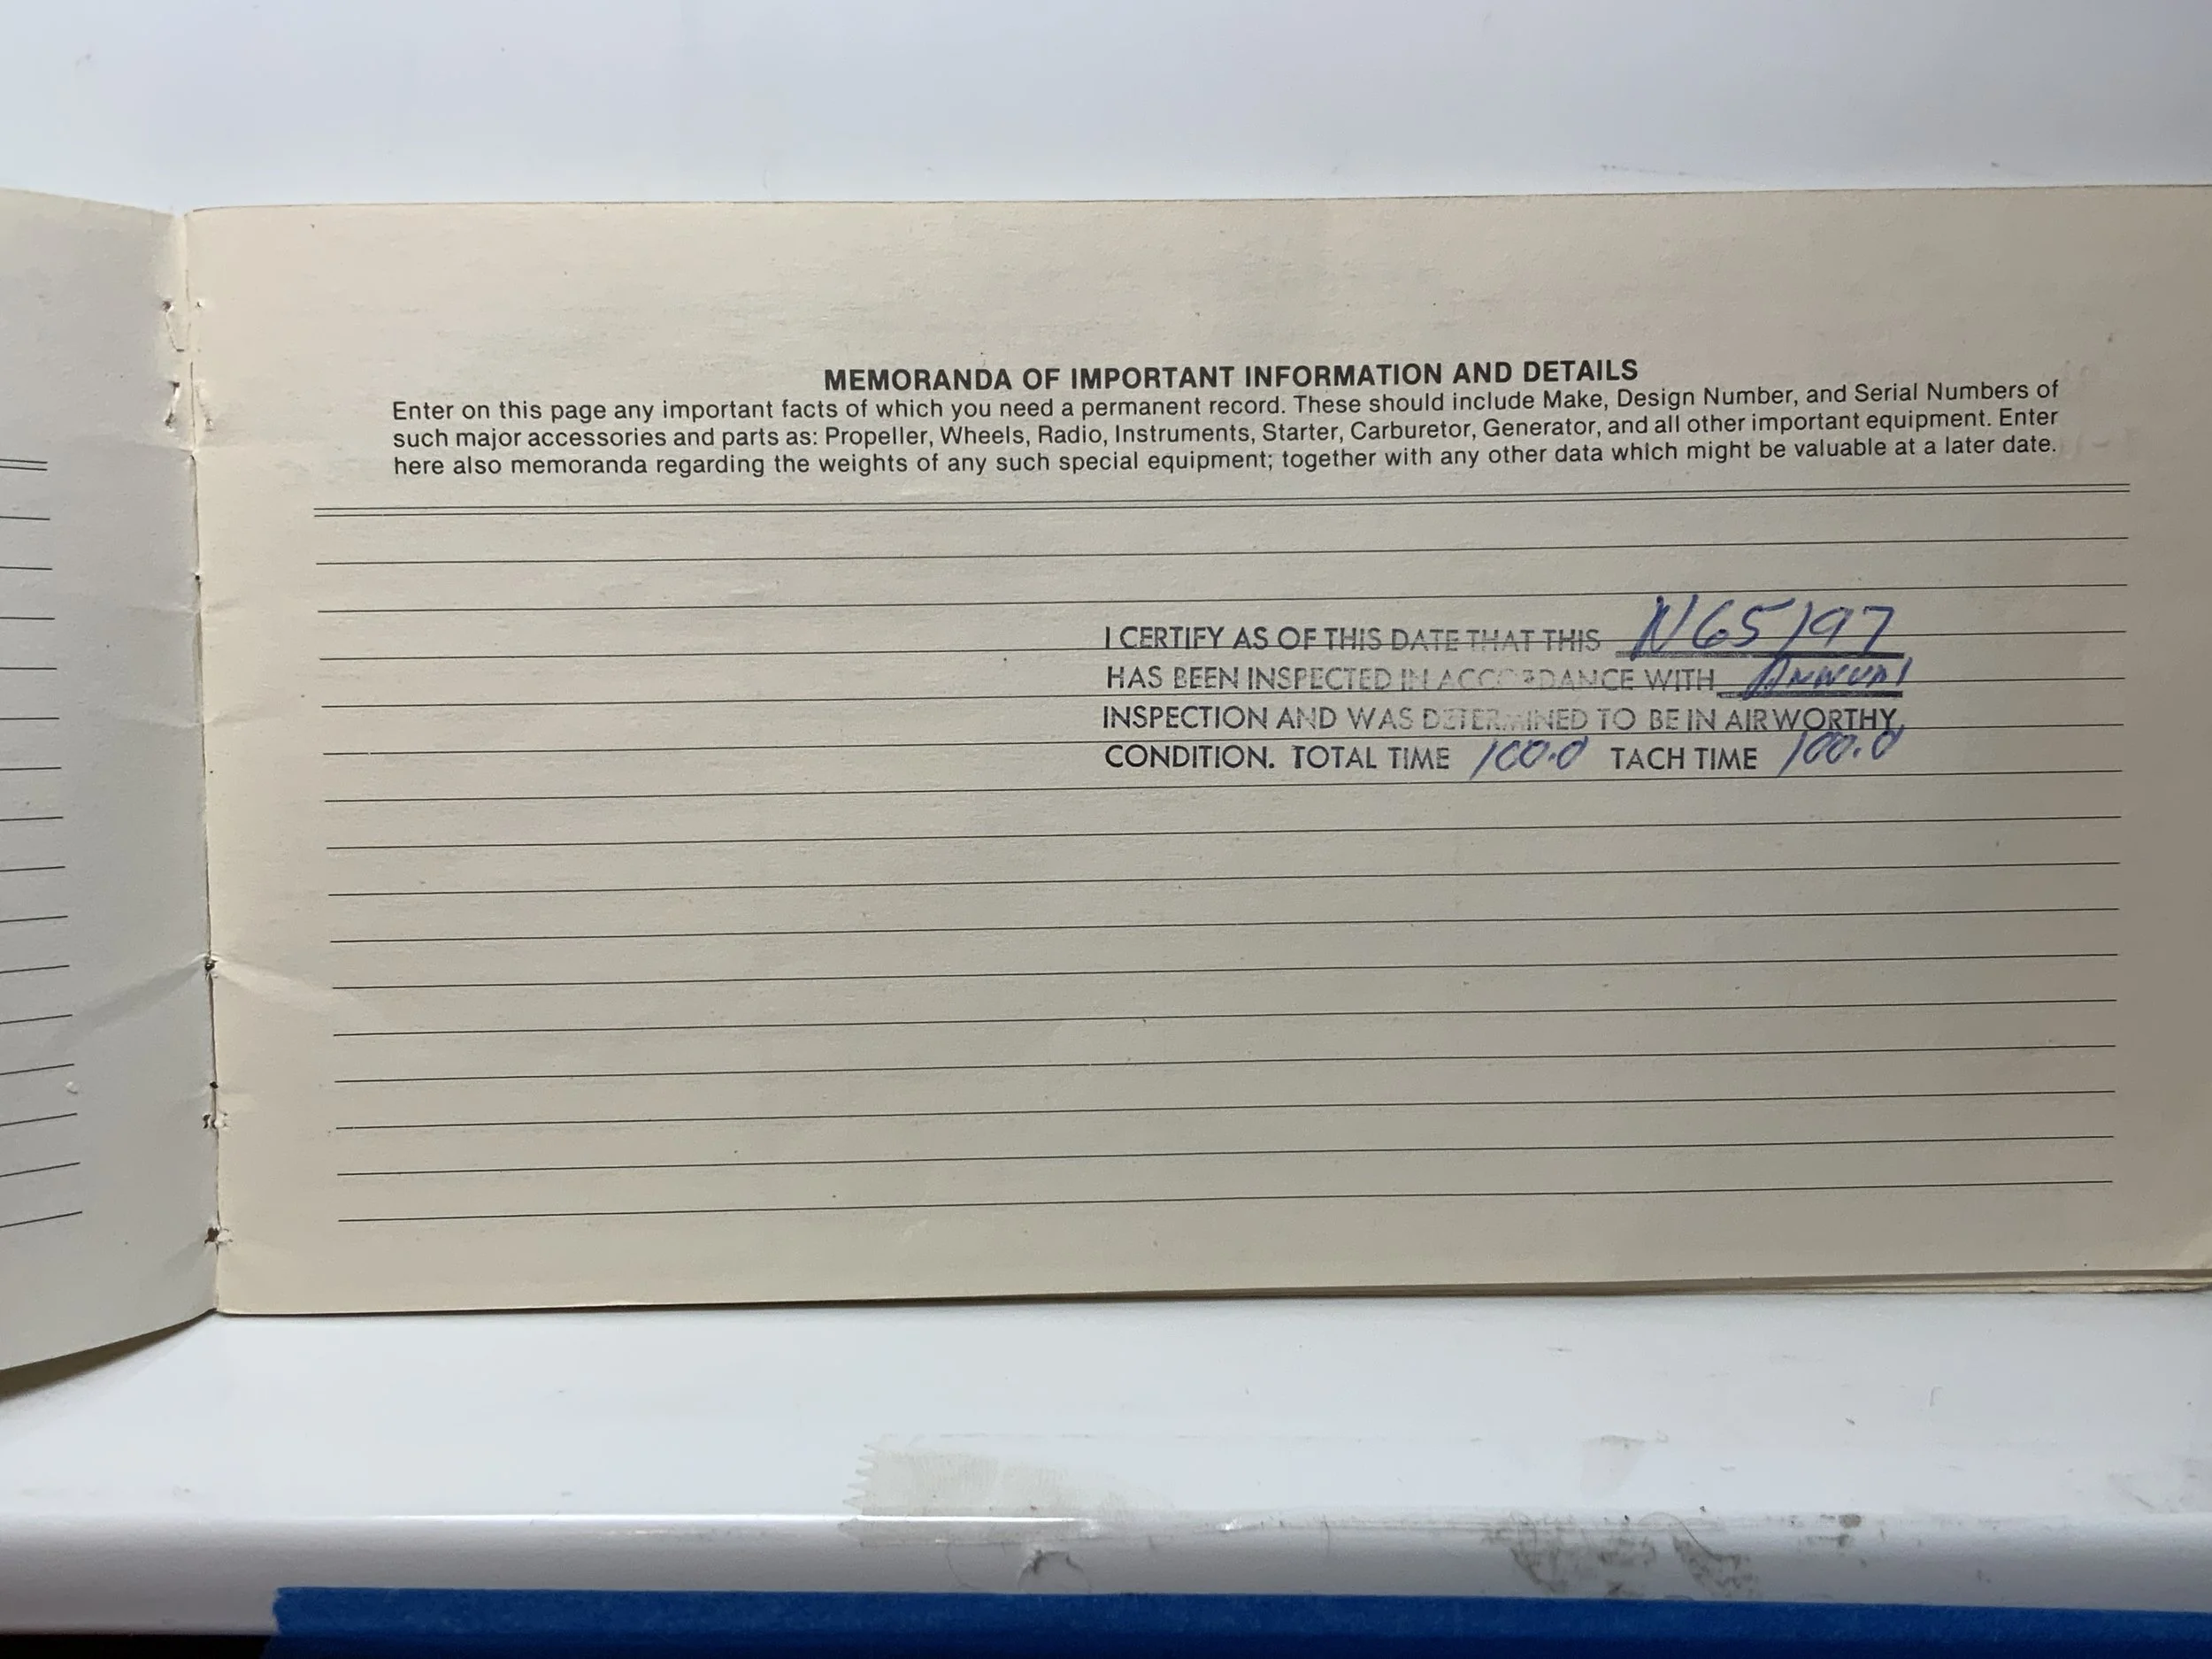 MEMORANDA OF IMPORTANT INFORMATION AND DETAILS
Enter on this page any important facts of which you need a permanent record. These should include Make, Design Number, and Serial Numbers of
such major accessories and parts as: Propeller, Wheels, Radio, Instruments, Starter, Carburetor, Generator, and all other important equipment. Enter
here also memoranda regarding the weights of any such special equipment; together with any other data which might be valuable at a later date.
I CERTIFY AS OF THIS DATE THAT THIS N65197
HAS BEEN INSPECTED IN ACCORDANCE WITH Annual
INSPECTION AND WAS DETERMINED TO BE IN AIRWORTHY
CONDITION. TOTAL TIME 100.0 TACH TIME 100.0